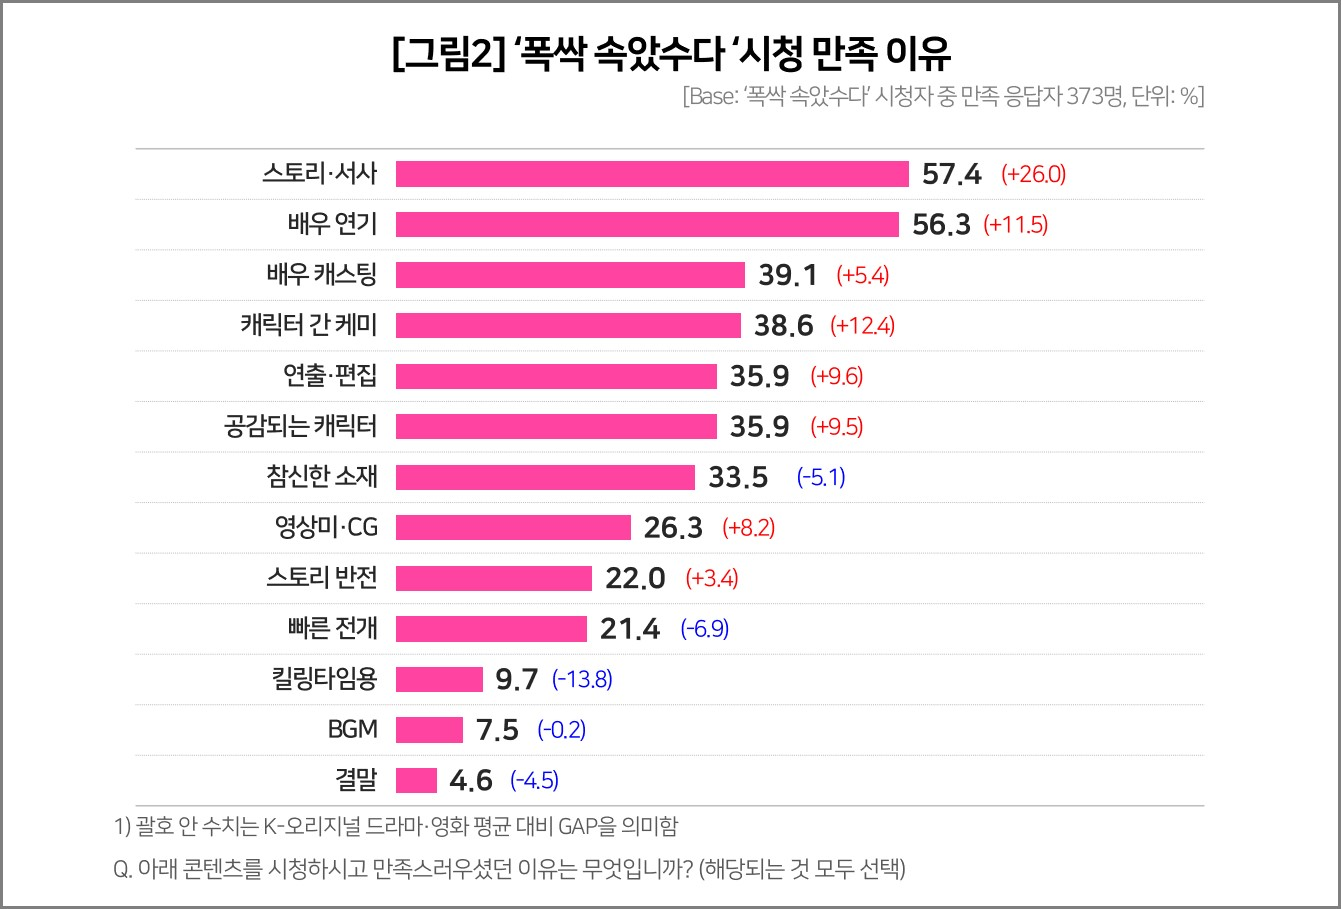 [그림2] ‘폭싹 속았수다 ‘시청 만족 이유
[Base: ‘폭싹 속았수다’ 시청자 중 만족 응답자 373명, 단위: %]
스토리·서사 57.4 (+26.0)
배우 연기 56.3 (+11.5)
배우 캐스팅 39.1 (+5.4)
캐릭터 간 케미 38.6 (+12.4)
연출·편집 35.9 (+9.6)
공감되는 캐릭터 35.9 (+9.5)
참신한 소재 33.5 (-5.1)
영상미·CG 26.3 (+8.2)
스토리 반전 22.0 (+3.4)
빠른 전개 21.4 (-6.9)
킬링타임용 9.7 (-13.8)
BGM 7.5 (-0.2)
결말 4.6 (-4.5)
1) 괄호 안 수치는 K-오리지널 드라마·영화 평균 대비 GAP을 의미함
Q. 아래 콘텐츠를 시청하시고 만족스러우셨던 이유는 무엇입니까? (해당되는 것 모두 선택)